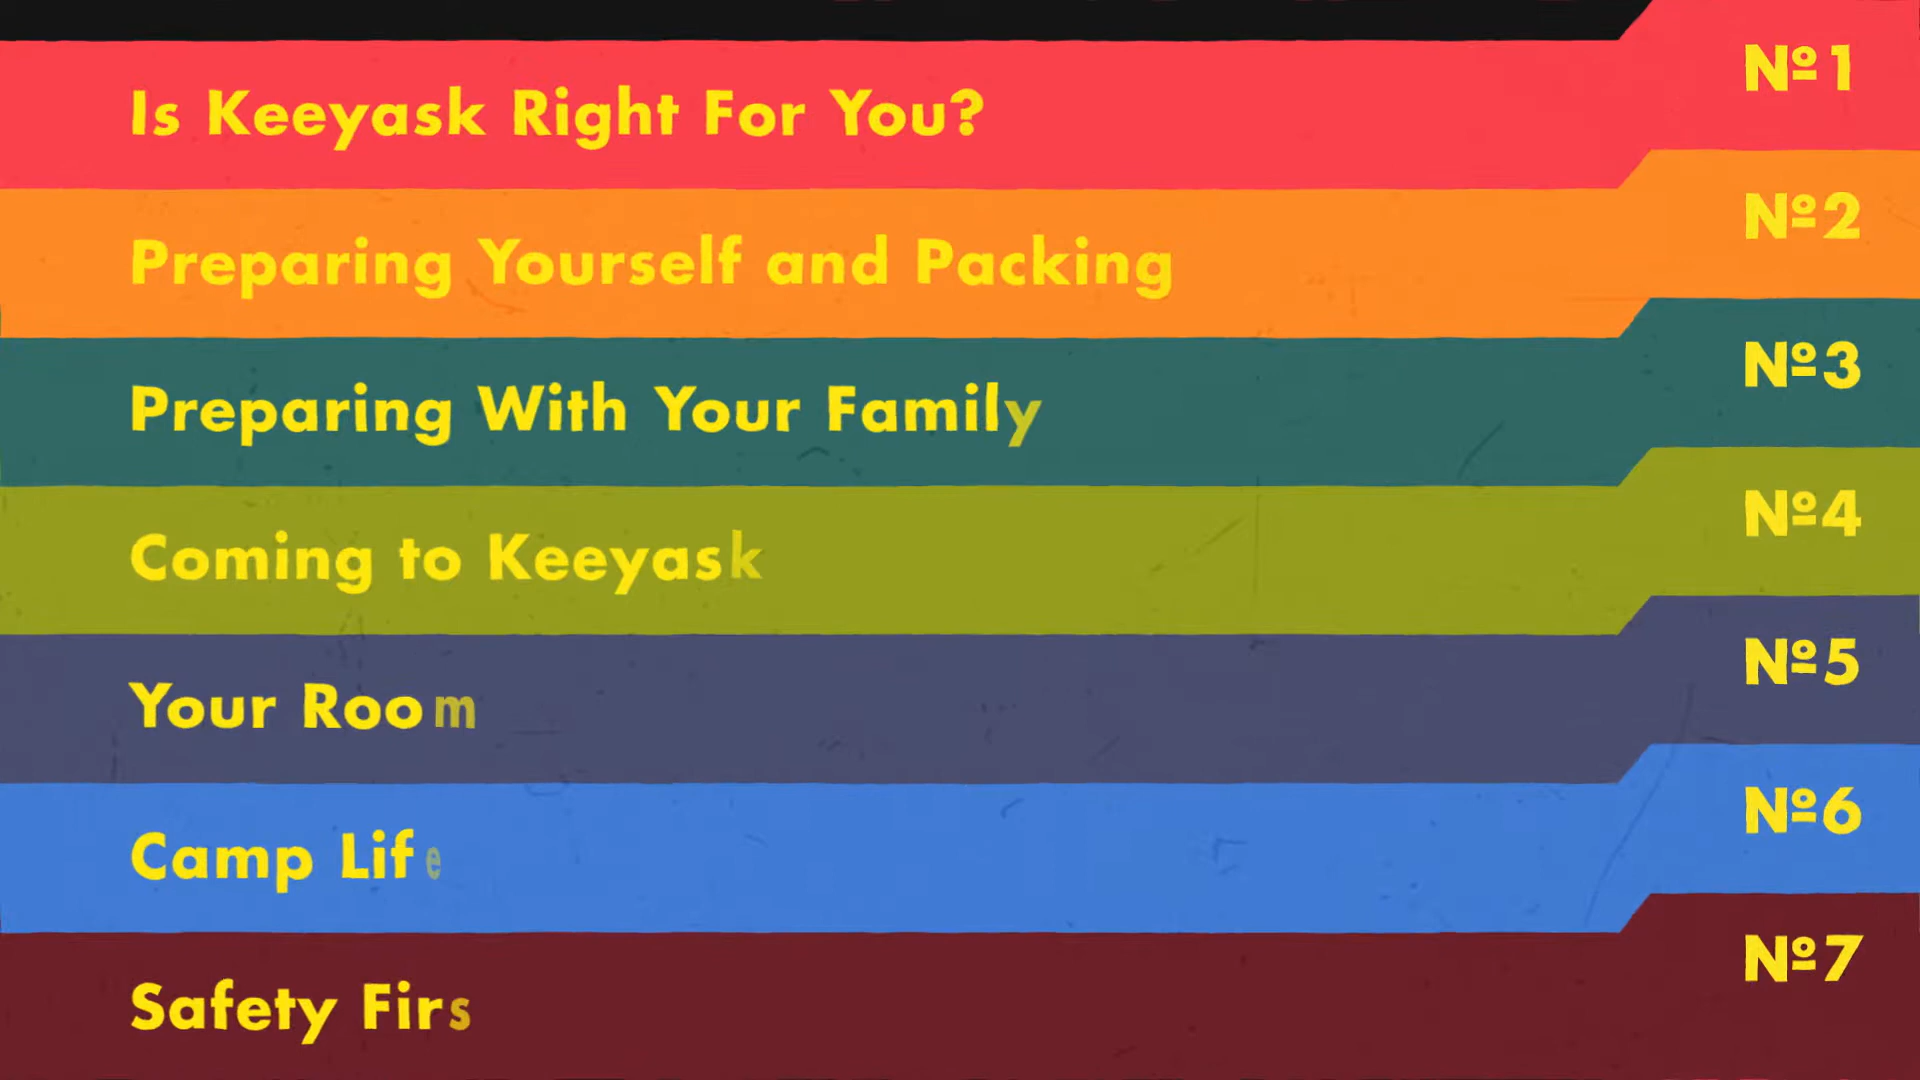 Is Keeyask Right For You? №1
Preparing Yourself and Packing №2
Preparing With Your Family №3
Coming to Keeyask №4
Your Room №5
Camp Life №6
Safety Firs №7